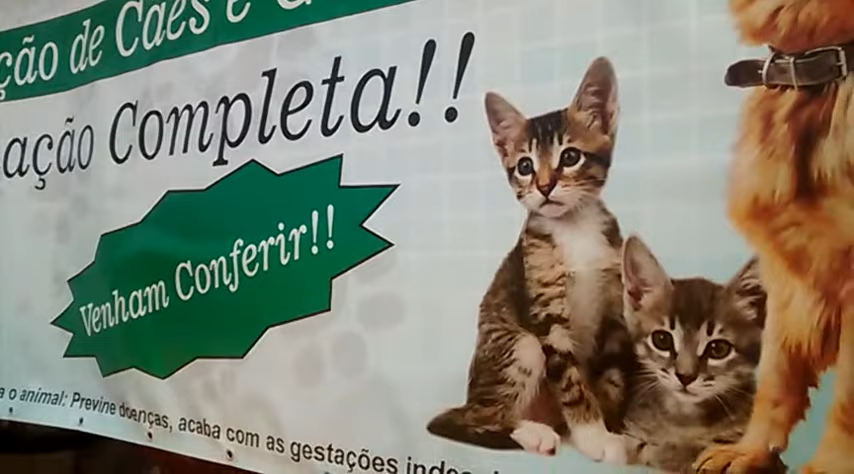 ção de Cães e
ação Completa!!
Venham Conferir!!
a o animal: Previne doenças, acaba com as gestações